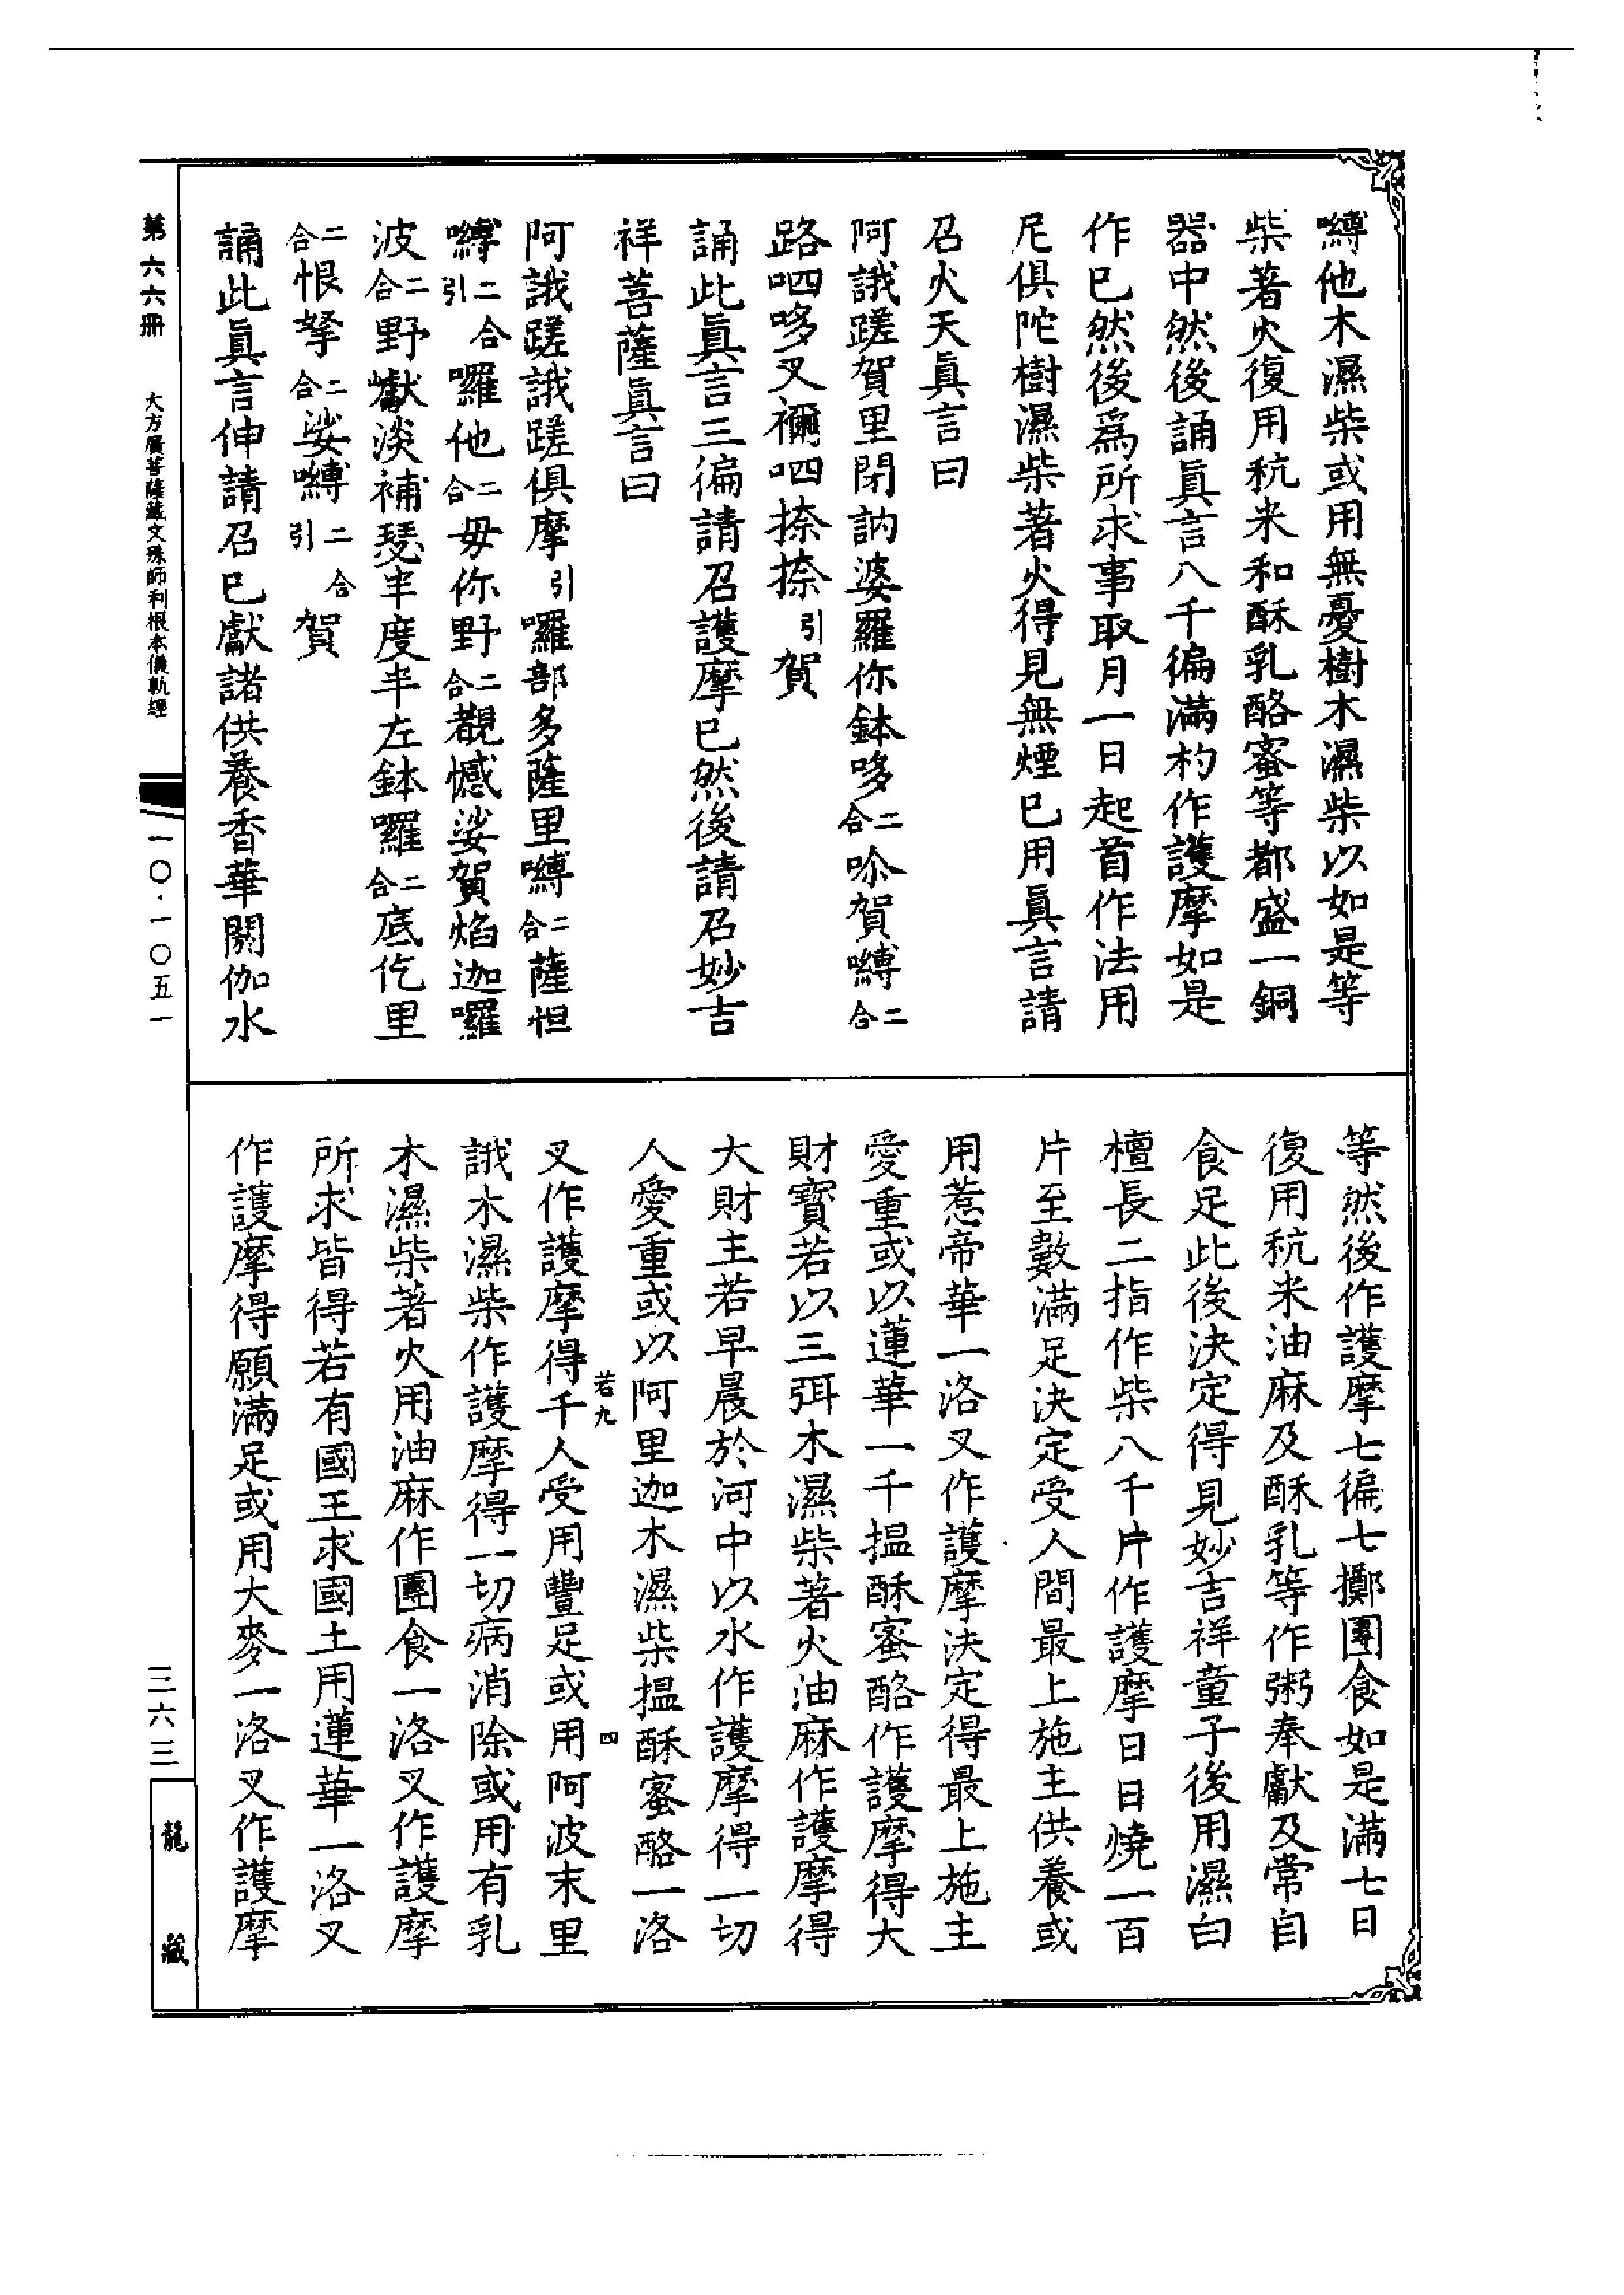 嚩他木濕柴或用無憂樹木濕柴以如是等
柴著火復用秔米和酥乳酪蜜等都盛一銅
器中然後誦眞言八千徧滿杓作護摩如是
作已然後爲所求事取月一日起首作法用
尼俱陀樹濕柴著火得見無煙已用眞言請
召火天眞言曰
阿誐蹉賀里閉訥婆羅你鉢哆二合喩賀嚩二合
路呬哆叉禰呬捺捺引賀
誦此眞言三徧請召護摩已然後請召妙吉
祥菩薩眞言曰
阿誐蹉誐蹉俱摩引囉部多薩里嚩二合薩怛
嚩二合引囉他二合毋你野二合覩憾娑賀焰迦囉
波二合野巘淡補瑟半度半左鉢囉二合底仡里
二合恨拏二合娑嚩二合引賀
誦此眞言伸請召已獻諸供養香華閼伽水
等然後作護摩七徧七擲團食如是滿七日
復用秔米油麻及酥乳等作粥奉獻及常自
食足此後決定得見妙吉祥童子後用濕白
檀長二指作柴八千片作護摩日日燒一百
片至數滿足決定受人間最上施主供養或
用惹帝華一洛叉作護摩決定得最上施主
愛重或以蓮華一千搵酥蜜酪作護摩得大
財寶若以三弭木濕柴著火油麻作護摩得
大財主若早晨於河中以水作護摩得一切
人愛重或以阿里迦木濕柴搵酥蜜酪一洛
若九 四
叉作護摩得千人受用豐足或用阿波末里
誐木濕柴作護摩得一切病消除或用有乳
木濕柴著火用油麻作團食一洛叉作護摩
所求皆得若有國王求國土用蓮華一洛叉
作護摩得願滿足或用大麥一洛叉作護摩
第六六冊 大方廣菩薩藏文殊師利根本儀軌經 一〇·一〇五一
三六三 龍藏